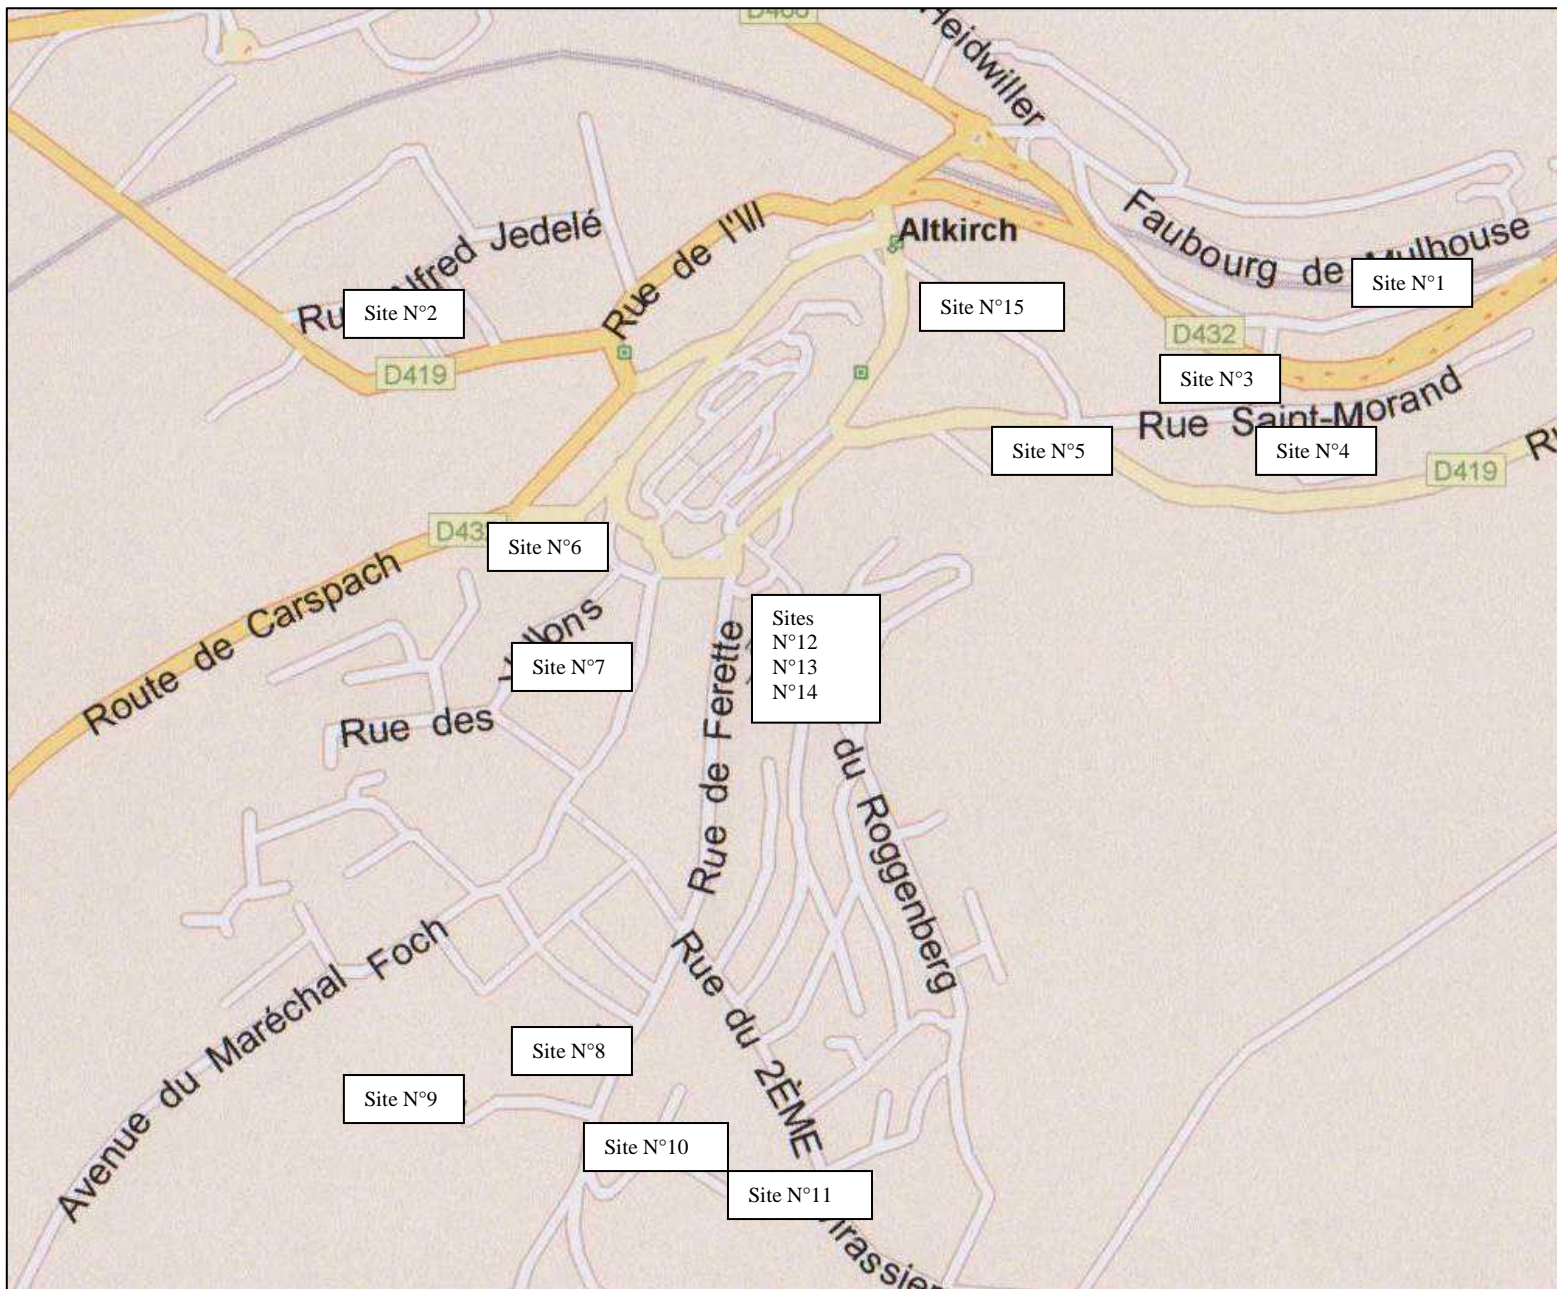 D466
Heidwiller
Altkirch
Faubourg de Mulhouse
Rue Alfred Jedelé
Rue de l'Ill
Site N°1
Site N°2
Site N°15
D432
D419
Site N°3
Rue Saint-Morand
Site N°5
Site N°4
D419
D432
Site N°6
Route de Carspach
Rue des Vallons
Site N°7
Sites
N°12
N°13
N°14
Rue de Ferette
du Roggenberg
Avenue du Maréchal Foch
Rue du 2ÈME
Site N°8
Site N°9
Site N°10
Site N°11